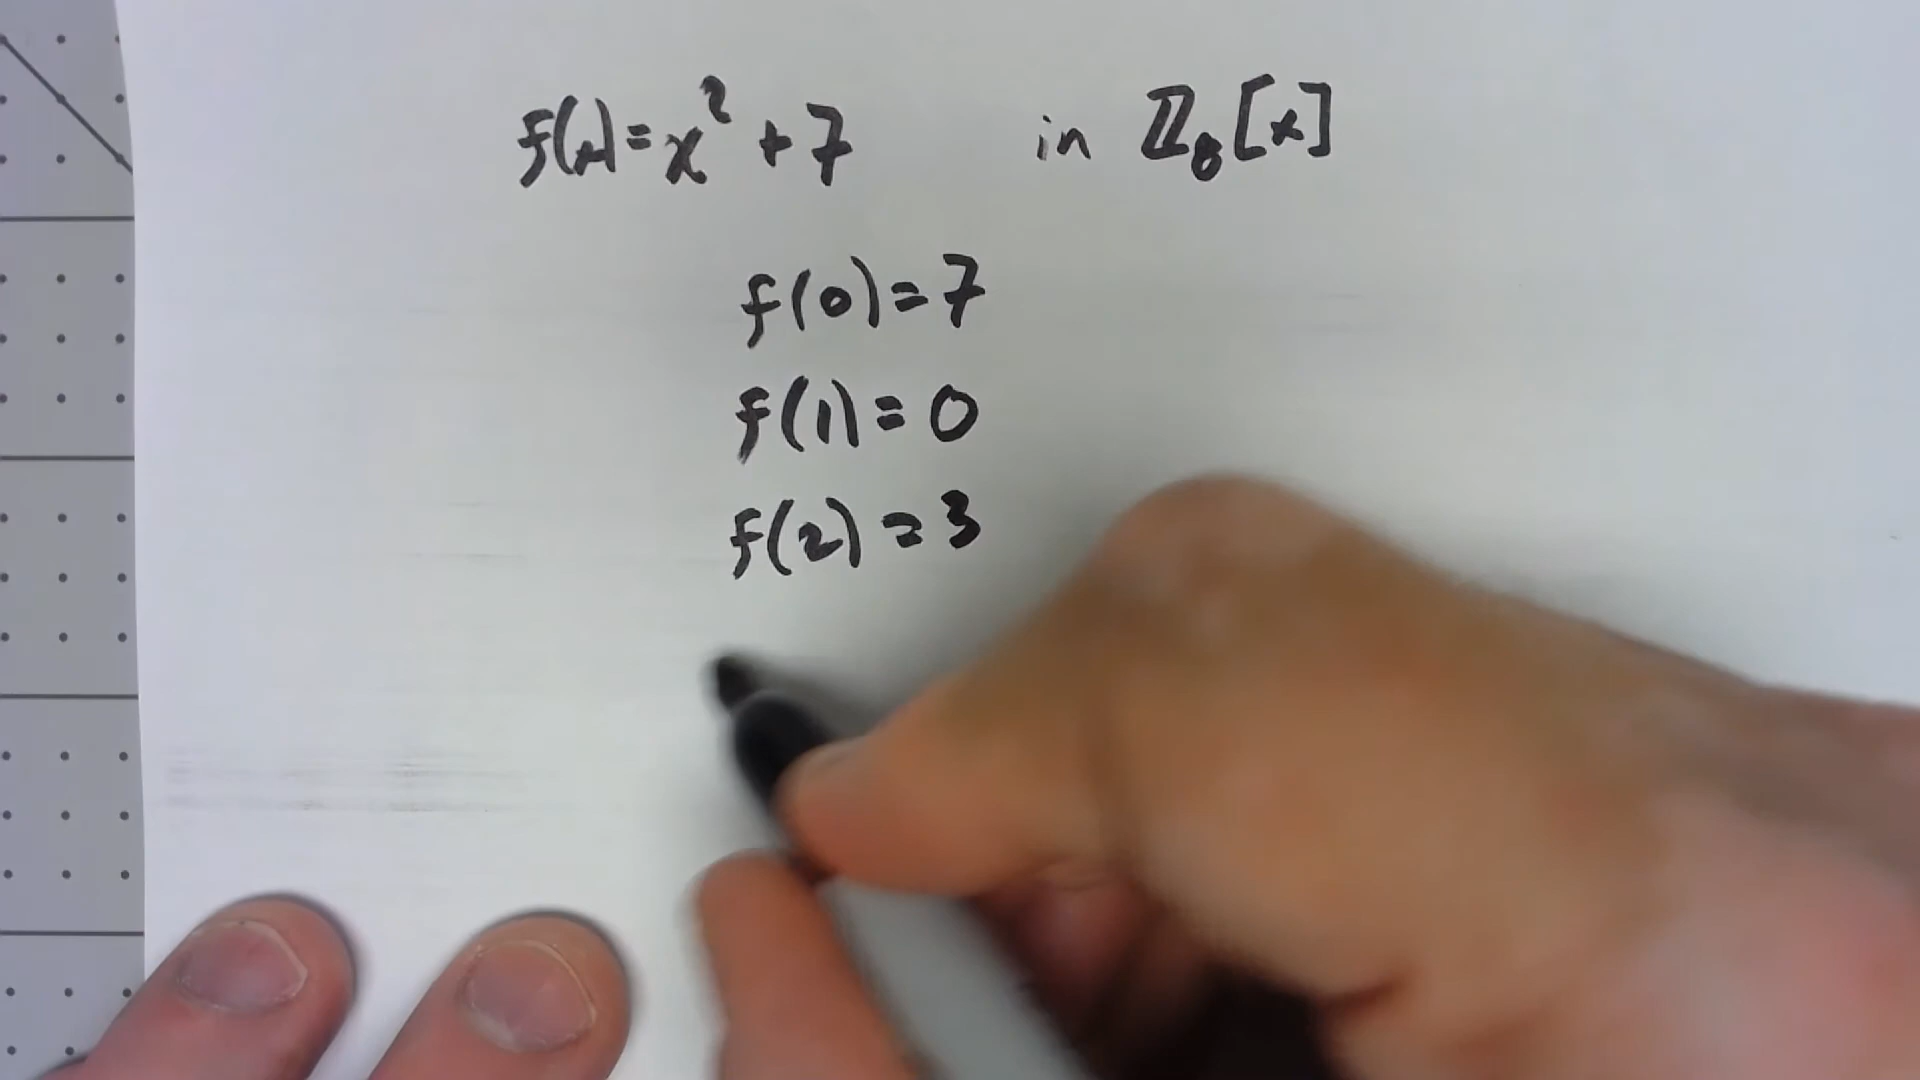 f(x)=x² +7 in ℤ₈[x]
f(0)=7
f(1)=0
f(2)=3